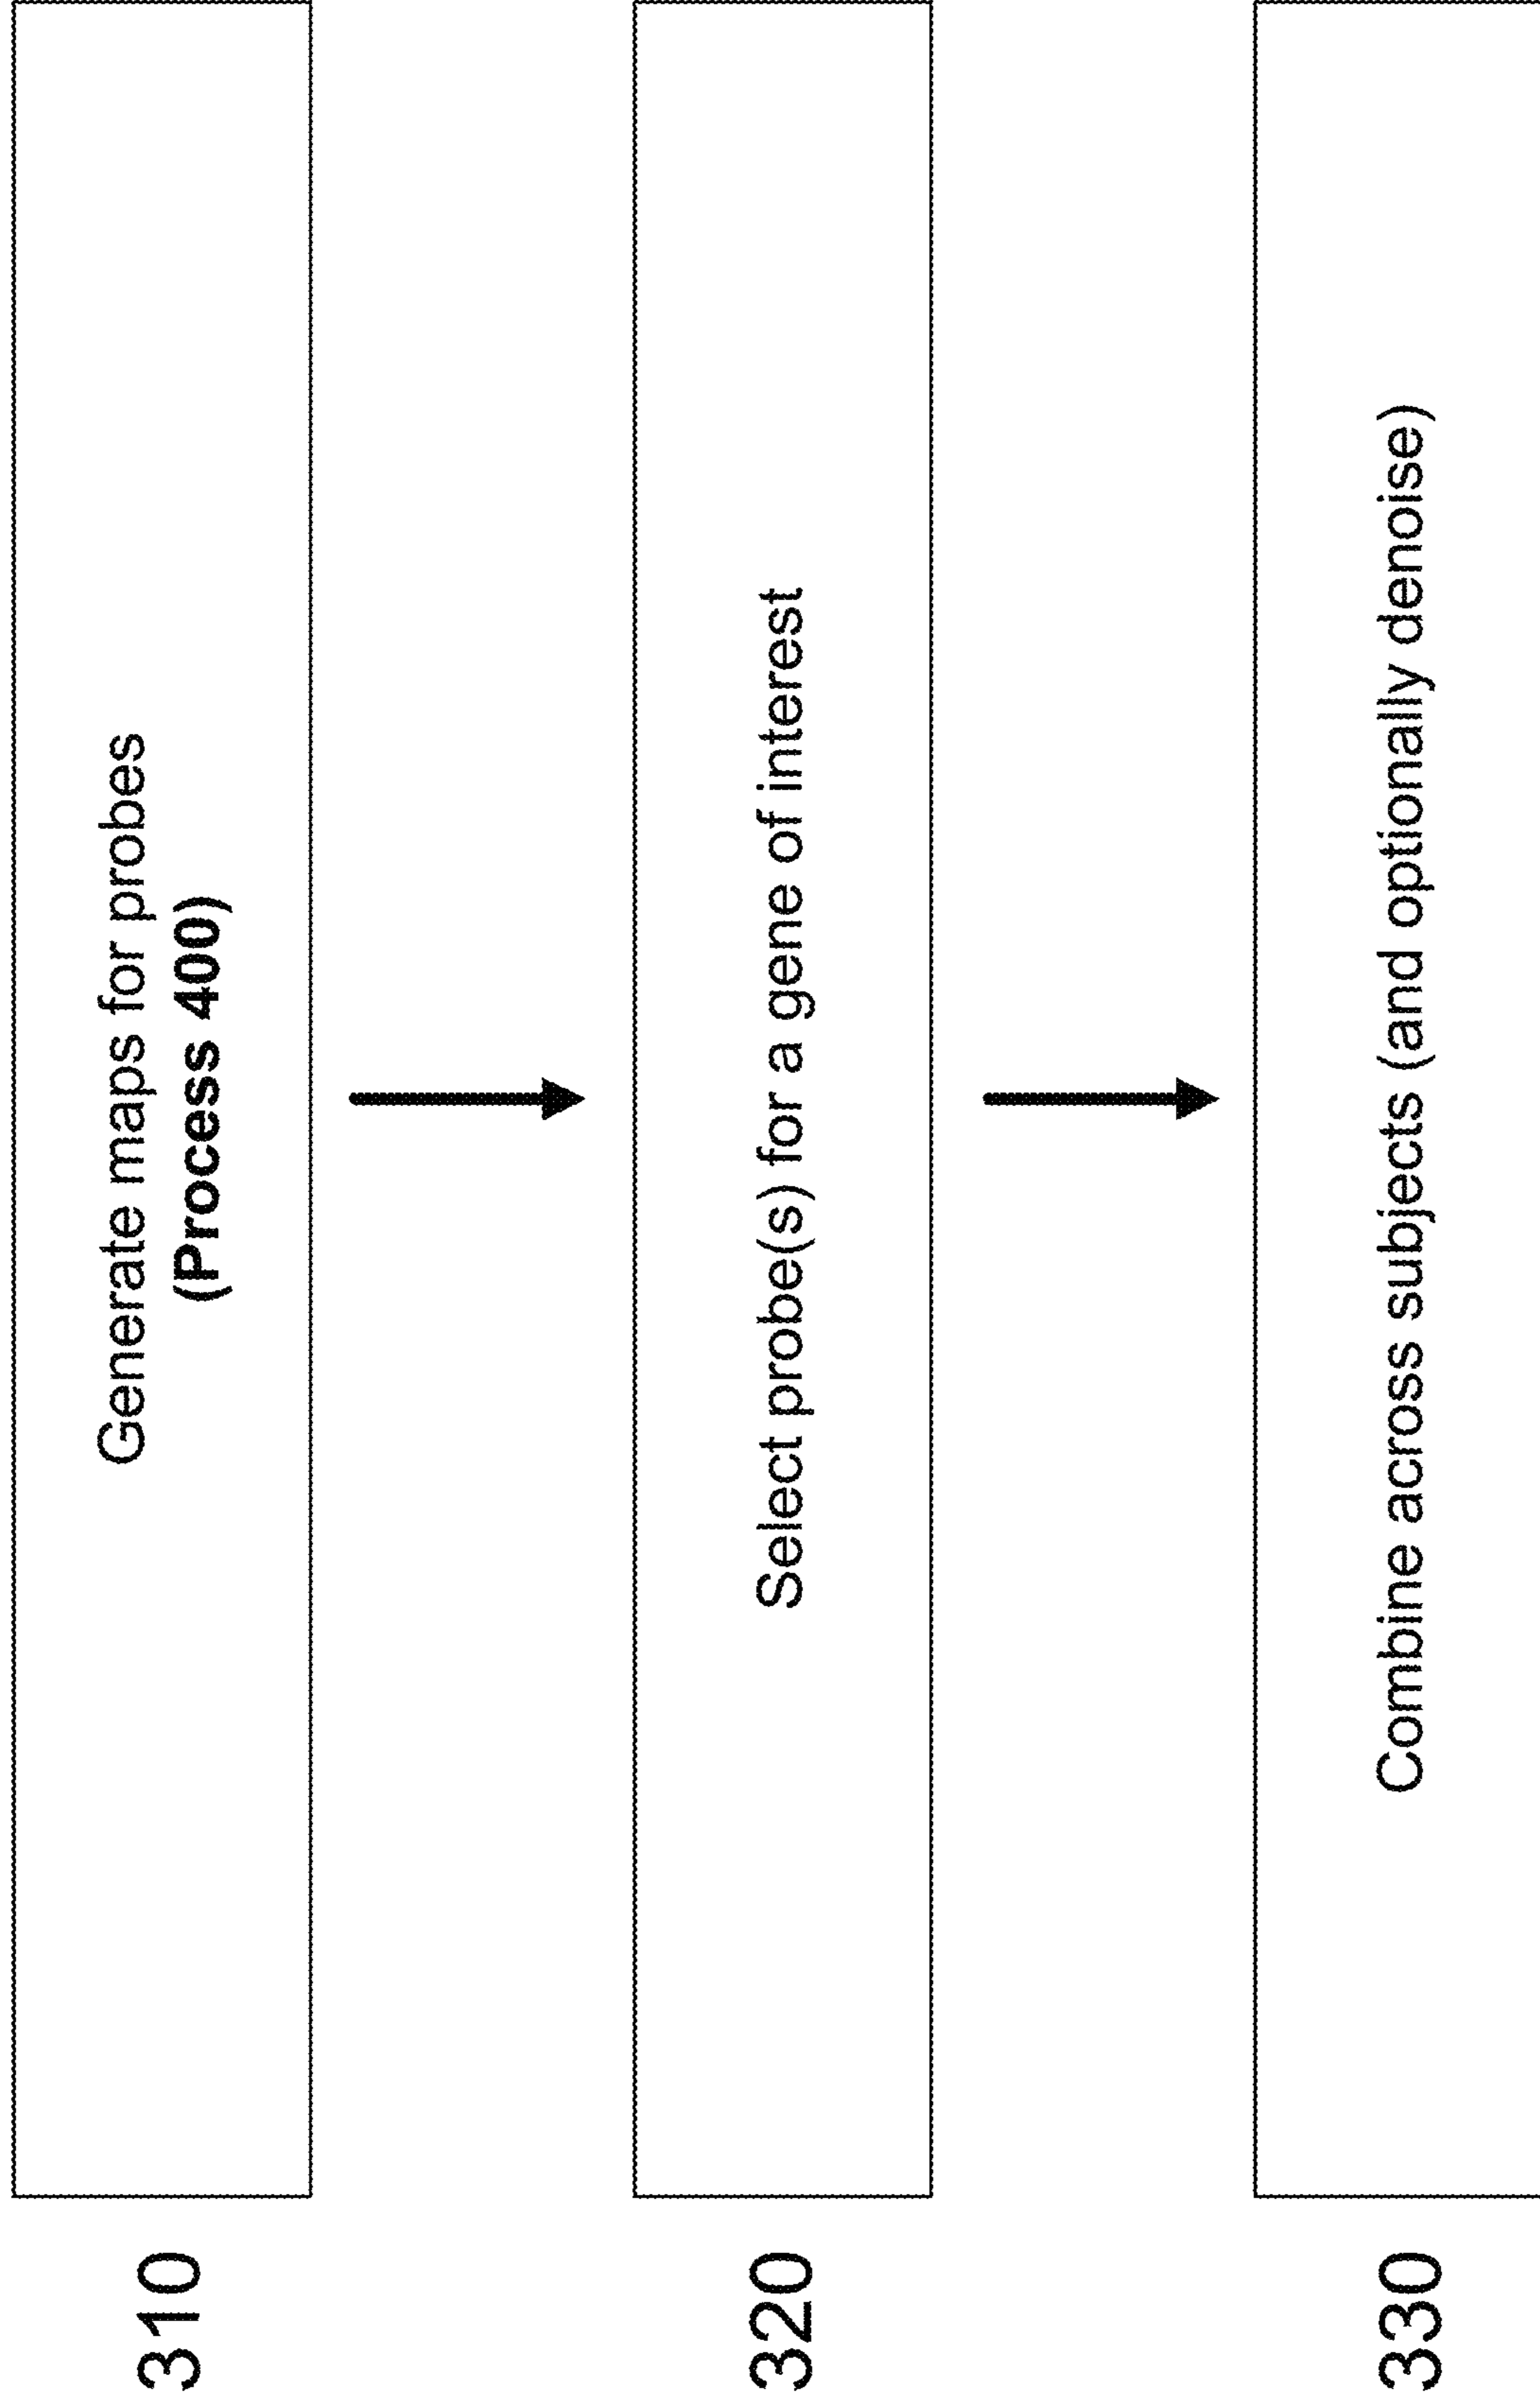 310
Generate maps for probes
(Process 400)
320
Select probe(s) for a gene of interest
330
Combine across subjects (and optionally denoise)